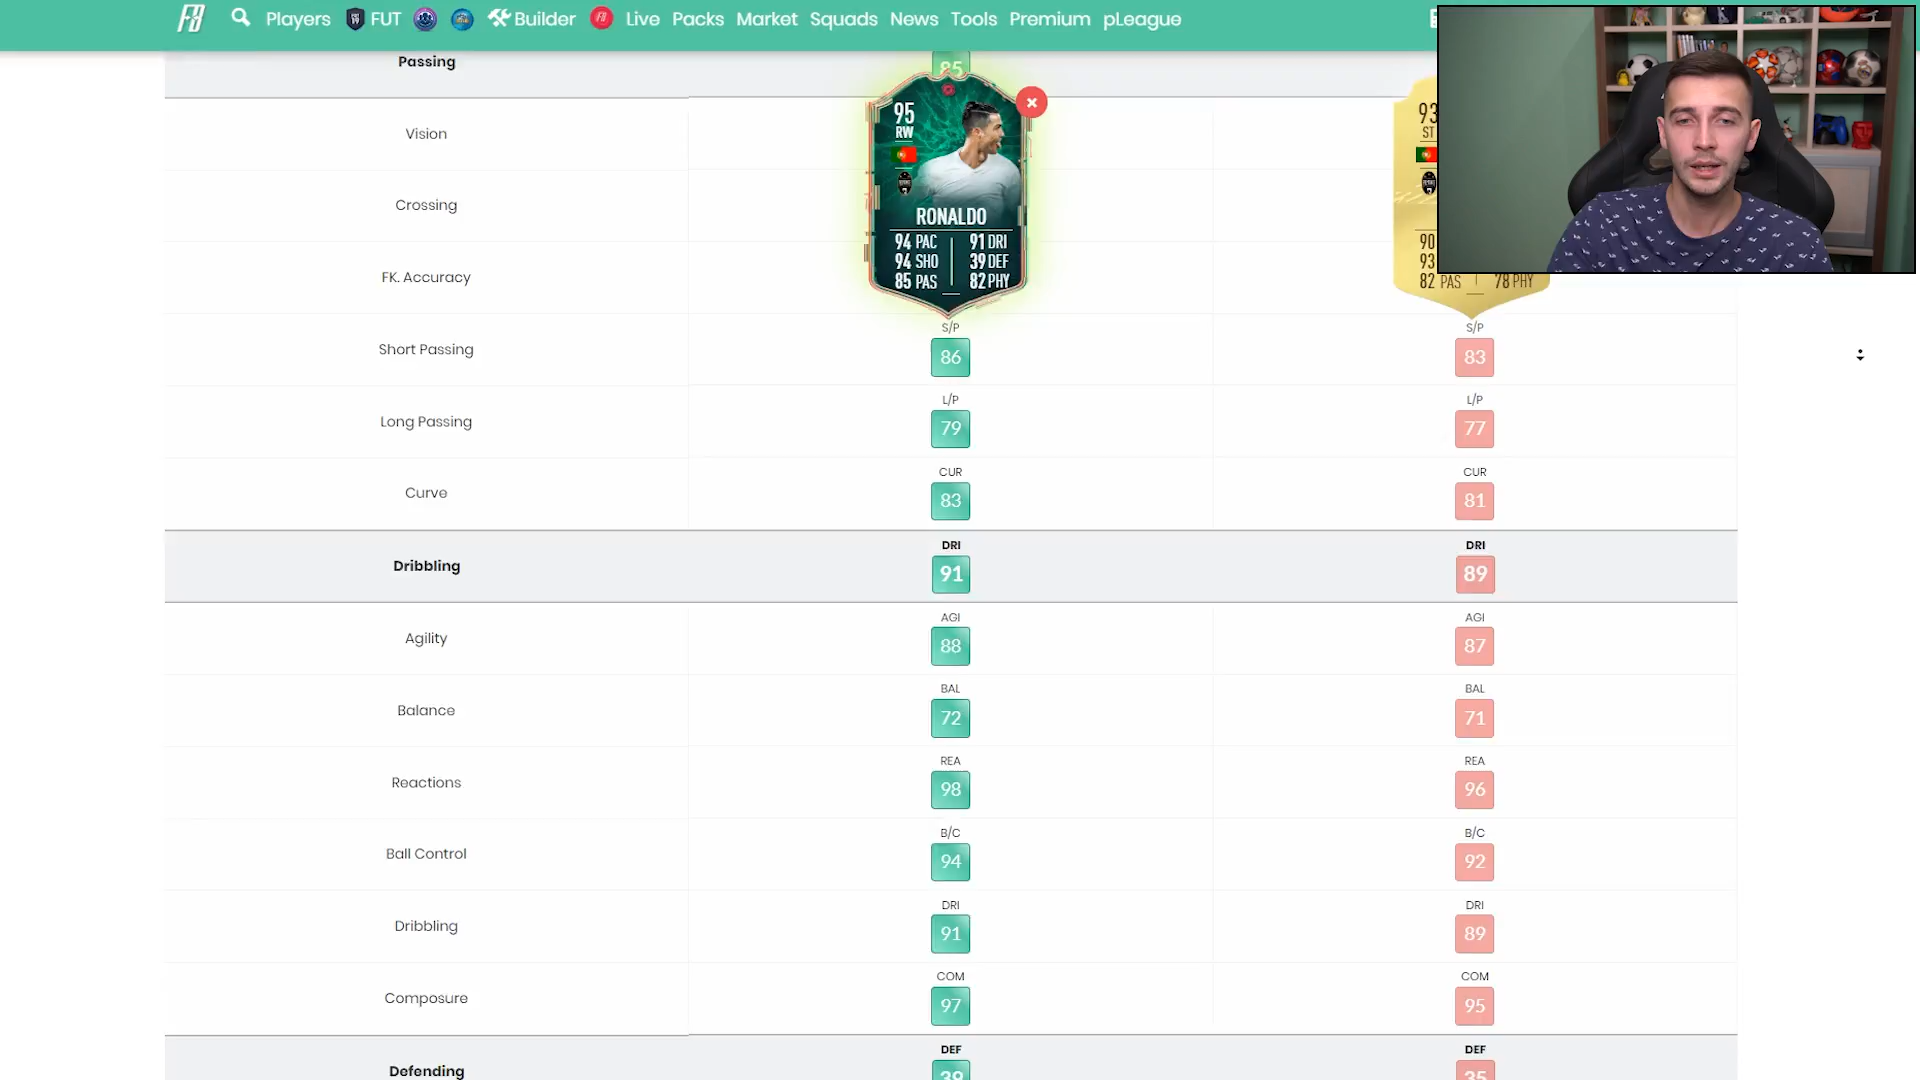 Players FUT Builder Live Packs Market Squads News Tools Premium pLeague
Passing
85
95
RW
RONALDO
94 PAC 91 DRI
94 SHO 39 DEF
85 PAS 82 PHY
93
ST
90
93
82 PAS 78 PHY
Vision
Crossing
FK. Accuracy
Short Passing
S/P
86
S/P
83
Long Passing
L/P
79
L/P
77
Curve
CUR
83
CUR
81
Dribbling
DRI
91
DRI
89
Agility
AGI
88
AGI
87
Balance
BAL
72
BAL
71
Reactions
REA
98
REA
96
Ball Control
B/C
94
B/C
92
Dribbling
DRI
91
DRI
89
Composure
COM
97
COM
95
Defending
DEF
39
DEF
35